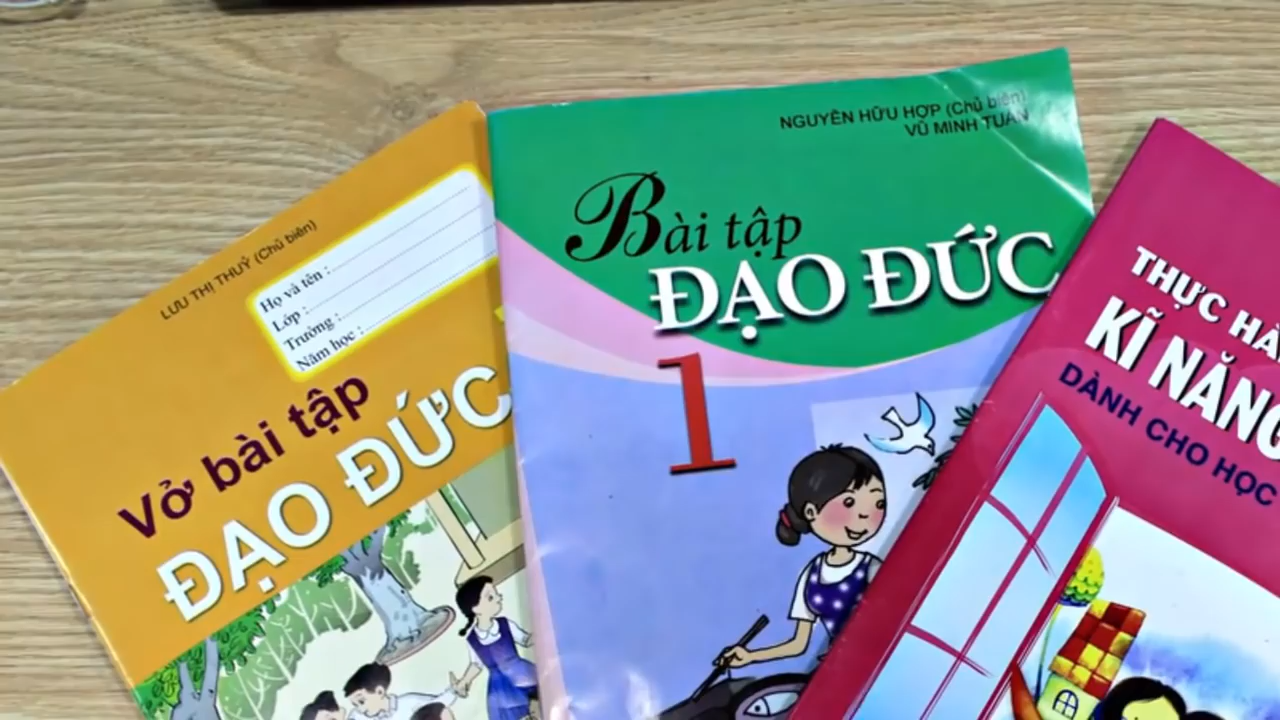 LƯU THỊ THUỶ (Chủ biên)
Họ và tên :
Lớp :
Trường :
Năm học :
Vở bài tập
ĐẠO ĐỨC
NGUYỄN HỮU HỢP (Chủ biên)
VŨ MINH TUẤN
Bài tập
ĐẠO ĐỨC
1
THỰC HÀ
KĨ NĂNG
DÀNH CHO HỌC